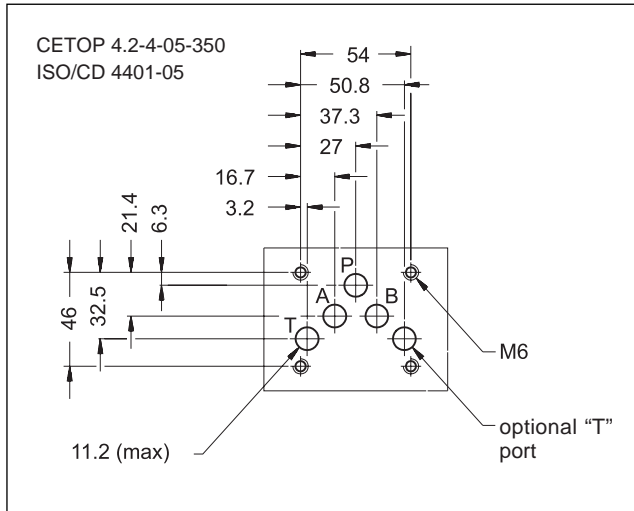 CETOP 4.2-4-05-350
ISO/CD 4401-05
54
50.8
37.3
27
16.7
3.2
21.4
6.3
32.5
46
P
A
B
T
M6
11.2 (max)
optional “T”
port